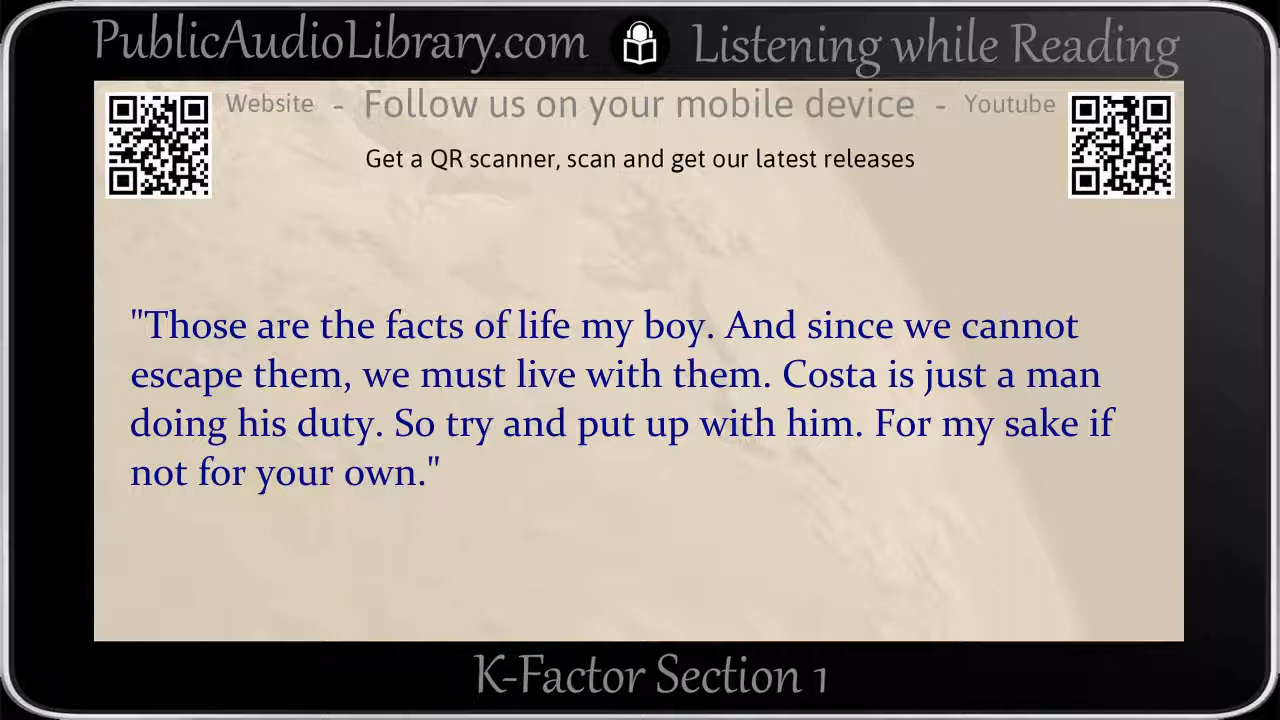 PublicAudioLibrary.com Listening while Reading
Website - Follow us on your mobile device - Youtube
Get a QR scanner, scan and get our latest releases
"Those are the facts of life my boy. And since we cannot
escape them, we must live with them. Costa is just a man
doing his duty. So try and put up with him. For my sake if
not for your own."
K-Factor Section 1